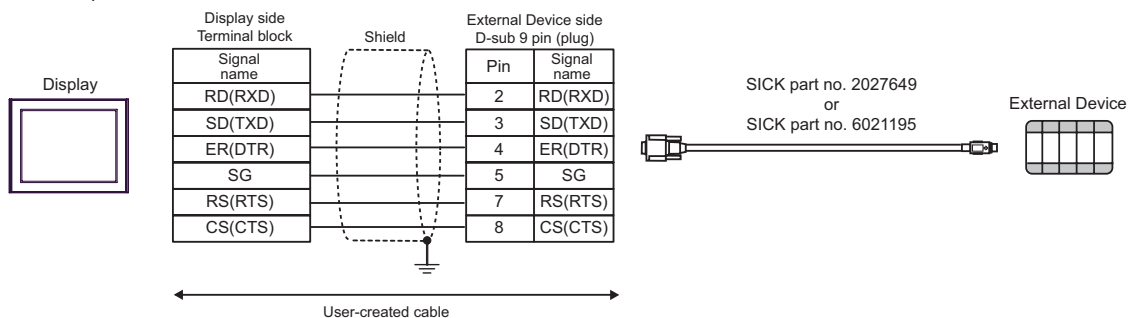 Display side
Terminal block
Shield
External Device side
D-sub 9 pin (plug)
Signal
name
Pin
Signal
name
RD(RXD)
2
RD(RXD)
SD(TXD)
3
SD(TXD)
ER(DTR)
4
ER(DTR)
SG
5
SG
RS(RTS)
7
RS(RTS)
CS(CTS)
8
CS(CTS)
Display
SICK part no. 2027649
or
SICK part no. 6021195
External Device
User-created cable